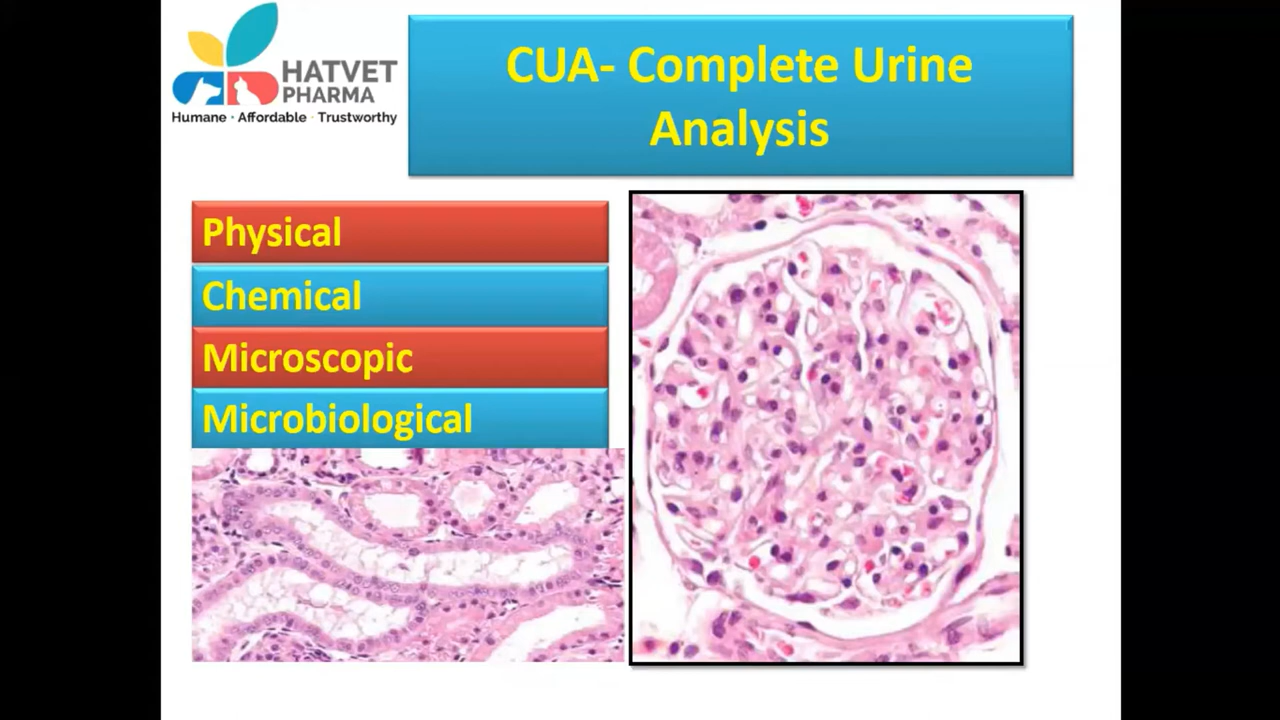 HATVET
PHARMA
Humane · Affordable · Trustworthy
CUA- Complete Urine
Analysis
Physical
Chemical
Microscopic
Microbiological